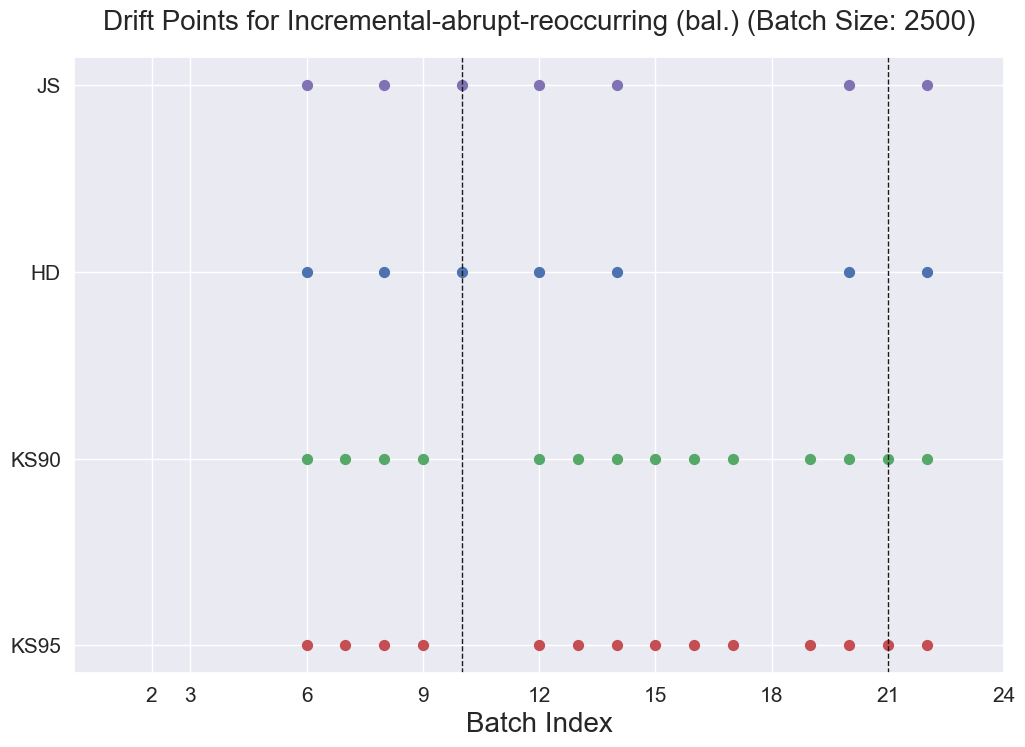 Drift Points for Incremental-abrupt-reoccurring (bal.) (Batch Size: 2500)
JS
HD
KS90
KS95
2 3 6 9 12 15 18 21 24
Batch Index